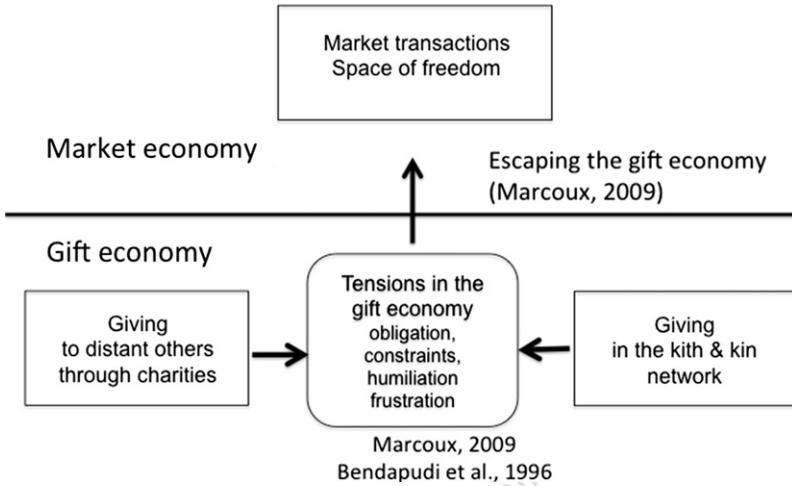 Market transactions
Space of freedom
Market economy
Escaping the gift economy
(Marcoux, 2009)
Gift economy
Giving
to distant others
through charities
Tensions in the
gift economy
obligation,
constraints,
humiliation
frustration
Giving
in the kith & kin
network
Marcoux, 2009
Bendapudi et al., 1996